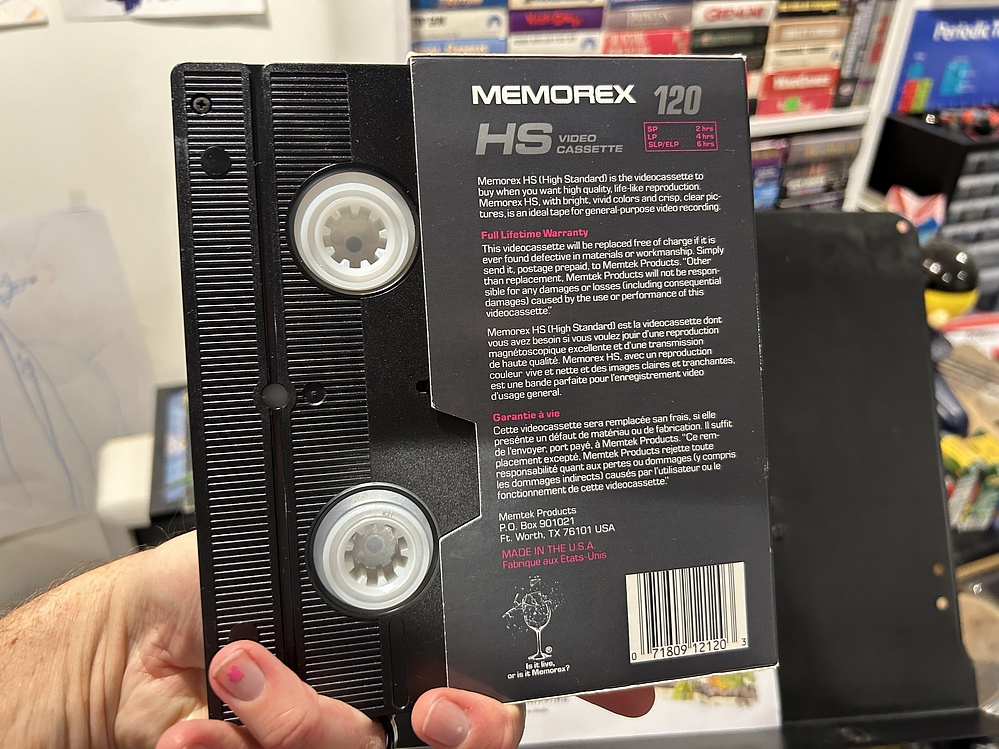 MEMOREX 120
HS VIDEO
CASSETTE
SP 2 hrs
LP 4 hrs
SLP/ELP 6 hrs
Memorex HS (High Standard) is the videocassette to
buy when you want high quality, life-like reproduction.
Memorex HS, with bright, vivid colors and crisp, clear pic-
tures, is an ideal tape for general-purpose video recording.
Full Lifetime Warranty
This videocassette will be replaced free of charge if it is
ever found defective in materials or workmanship. Simply
send it, postage prepaid, to Memtek Products. "Other
than replacement, Memtek Products will not be respon-
sible for any damages or losses (including consequential
damages) caused by the use or performance of this
videocassette."
Memorex HS (High Standard) est la videocassette dont
vous avez besoin si vous voulez jouir d'une reproduction
magnétoscopique excellente et d'une transmission
de haute qualité. Memorex HS, avec un reproduction
couleur vive et nette et des images claires et tranchantes,
est une bande parfaite pour l'enregistrement video
d'usage general.
Garantie à vie
Cette videocassette sera remplacée san frais, si elle
presénte un défaut de matériau ou de fabrication. Il suffit
de l'envoyer, port payé, à Memtek Products. "Ce rem-
placement excepté, Memtek Products rejette toute
responsabilité quant aux pertes ou dommages (y compris
les dommages indirects) causés par l'utilisateur ou le
fonctionnement de cette videocassette."
Memtek Products
P.O. Box 901021
Ft. Worth, TX 76101 USA
MADE IN THE U.S.A.
Fabrique aux Etats-Unis
Is it live,
or is it Memorex?
®
0 71809 12120 3
Periodic